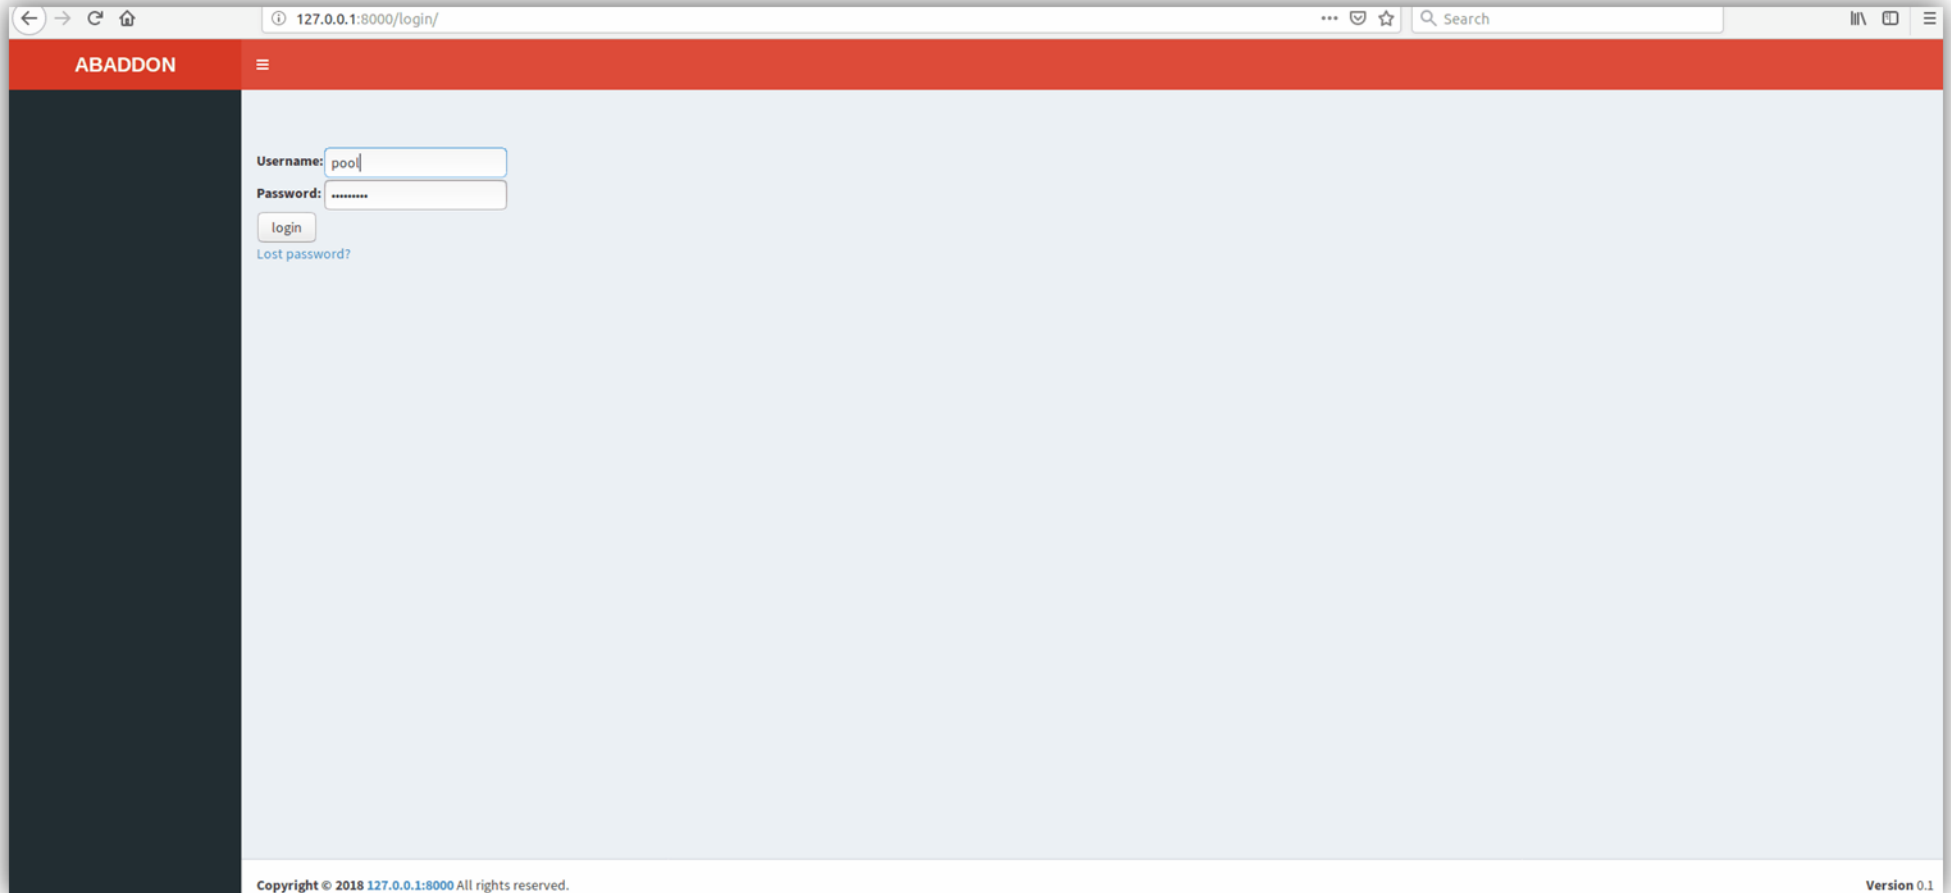 127.0.0.1:8000/login/
Search
ABADDON
Username: pool
Password: •••••••••
login
Lost password?
Copyright © 2018 127.0.0.1:8000 All rights reserved.
Version 0.1